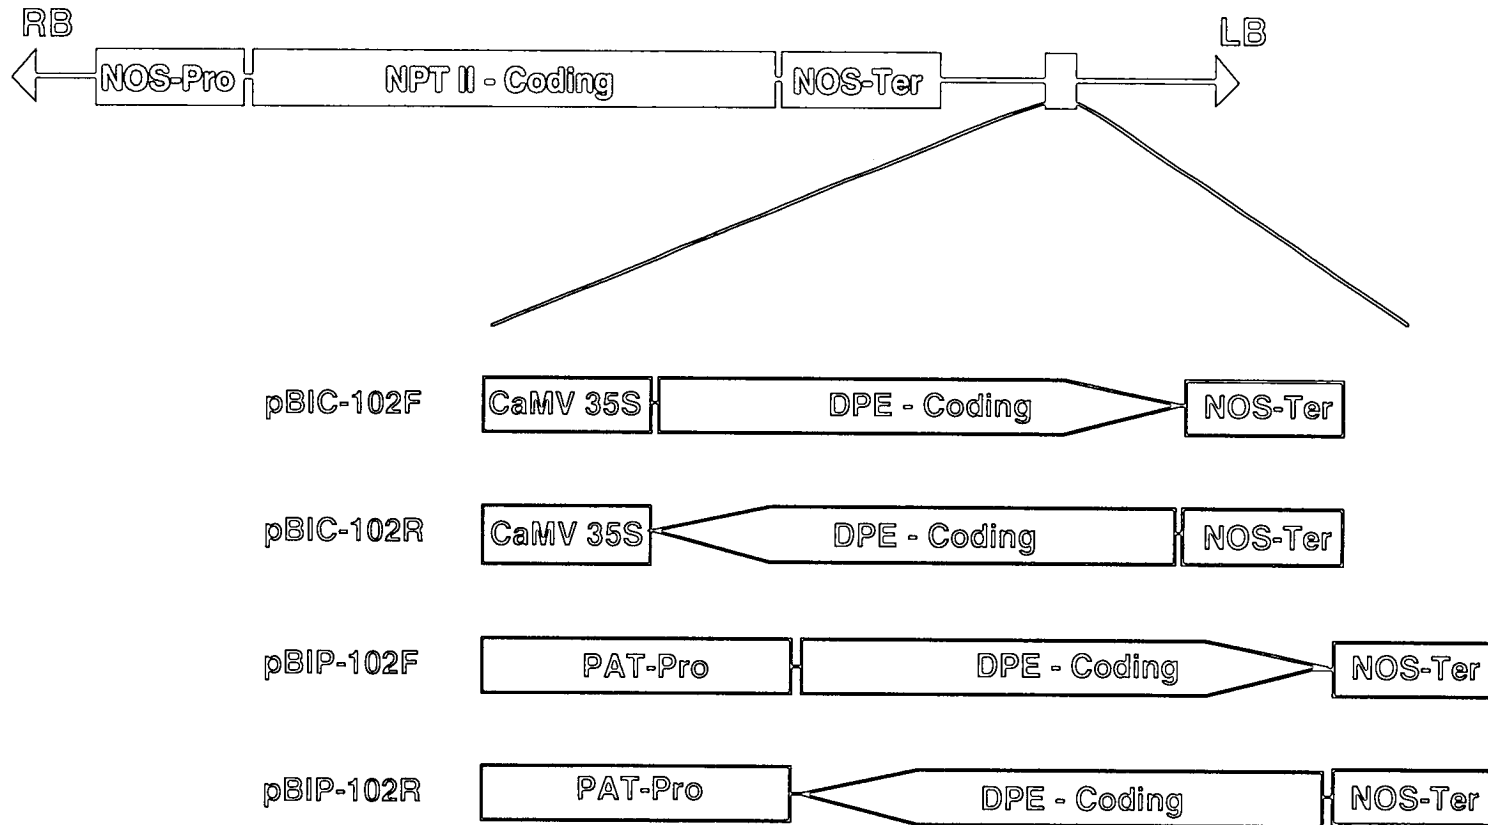 RB
LB
NOS-Pro NPT II - Coding NOS-Ter
pBIC-102F CaMV 35S DPE - Coding NOS-Ter
pBIC-102R CaMV 35S DPE - Coding NOS-Ter
pBIP-102F PAT-Pro DPE - Coding NOS-Ter
pBIP-102R PAT-Pro DPE - Coding NOS-Ter